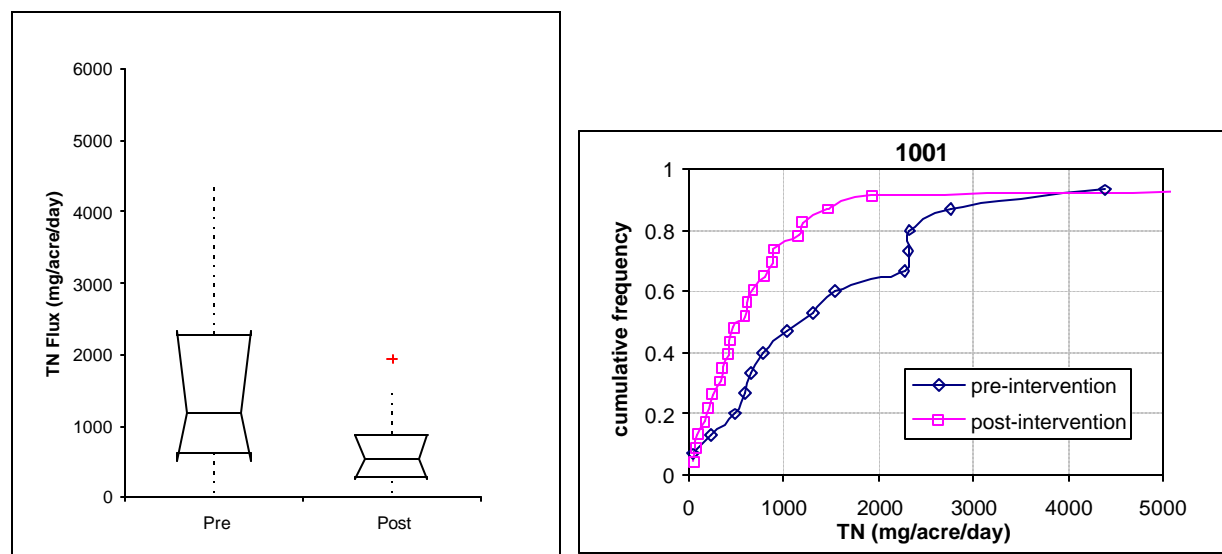 TN Flux (mg/acre/day)
6000
5000
4000
3000
2000
1000
0
Pre Post
1001
cumulative frequency
1
0.8
0.6
0.4
0.2
0
pre-intervention
post-intervention
0 1000 2000 3000 4000 5000
TN (mg/acre/day)